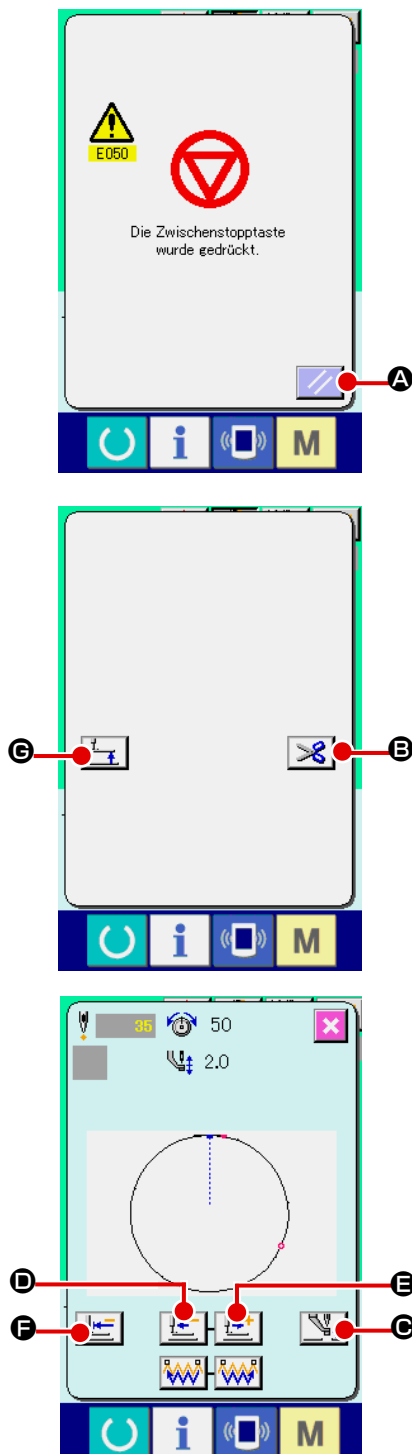 E050
Die Zwischenstopptaste
wurde gedrückt.
A
i M
G B
i M
35 50
2.0
D E
F C
i M